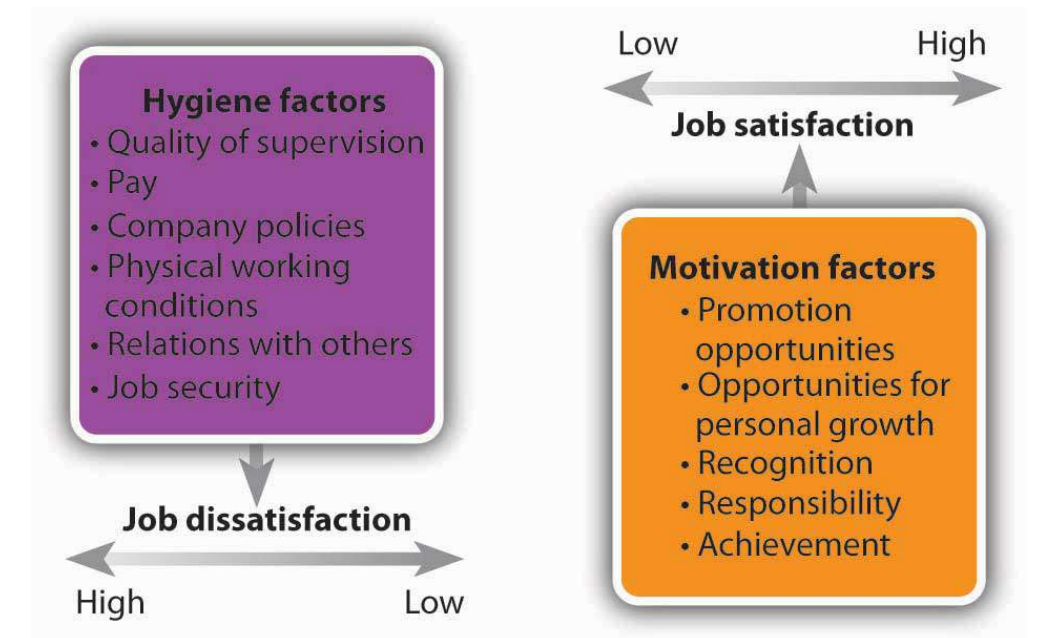 Hygiene factors
• Quality of supervision
• Pay
• Company policies
• Physical working
conditions
• Relations with others
• Job security
Job dissatisfaction
High Low
Low High
Job satisfaction
Motivation factors
• Promotion
opportunities
• Opportunities for
personal growth
• Recognition
• Responsibility
• Achievement